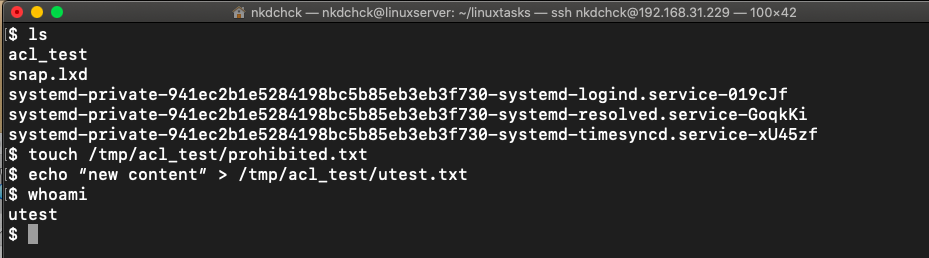 nkdchck — nkdchck@linuxserver: ~/linuxtasks — ssh nkdchck@192.168.31.229 — 100×42
$ ls
acl_test
snap.lxd
systemd-private-941ec2b1e5284198bc5b85eb3eb3f730-systemd-logind.service-019cJf
systemd-private-941ec2b1e5284198bc5b85eb3eb3f730-systemd-resolved.service-GoqkKi
systemd-private-941ec2b1e5284198bc5b85eb3eb3f730-systemd-timesyncd.service-xU45zf
$ touch /tmp/acl_test/prohibited.txt
$ echo “new content” > /tmp/acl_test/utest.txt
$ whoami
utest
$